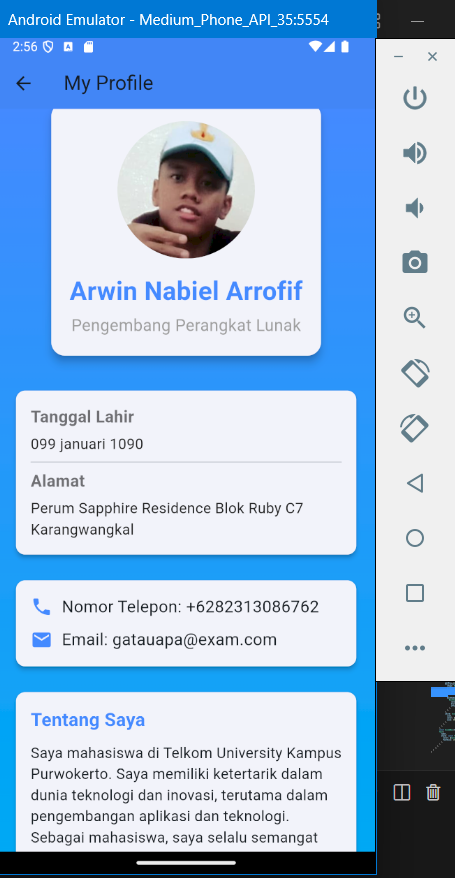 Android Emulator - Medium_Phone_API_35:5554
2:56
My Profile
Arwin Nabiel Arrofif
Pengembang Perangkat Lunak
Tanggal Lahir
099 januari 1090
Alamat
Perum Sapphire Residence Blok Ruby C7
Karangwangkal
Nomor Telepon: +6282313086762
Email: gatauapa@exam.com
Tentang Saya
Saya mahasiswa di Telkom University Kampus
Purwokerto. Saya memiliki ketertarik dalam
dunia teknologi dan inovasi, terutama dalam
pengembangan aplikasi dan teknologi.
Sebagai mahasiswa, saya selalu semangat